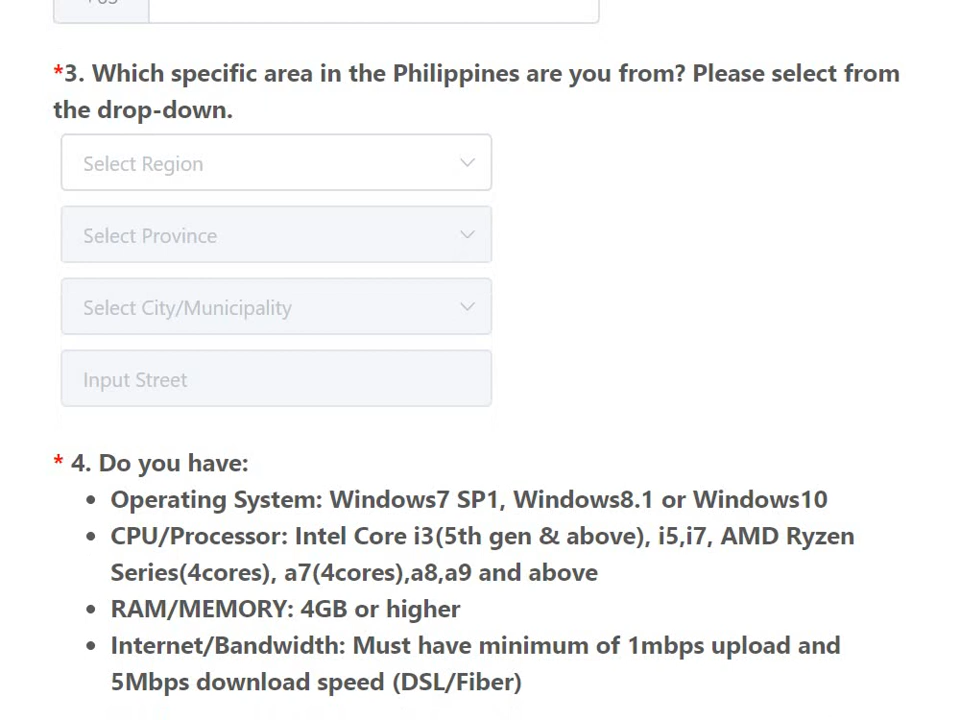 +63
*3. Which specific area in the Philippines are you from? Please select from
the drop-down.
Select Region
Select Province
Select City/Municipality
Input Street
* 4. Do you have:
• Operating System: Windows7 SP1, Windows8.1 or Windows10
• CPU/Processor: Intel Core i3(5th gen & above), i5,i7, AMD Ryzen
Series(4cores), a7(4cores),a8,a9 and above
• RAM/MEMORY: 4GB or higher
• Internet/Bandwidth: Must have minimum of 1mbps upload and
5Mbps download speed (DSL/Fiber)